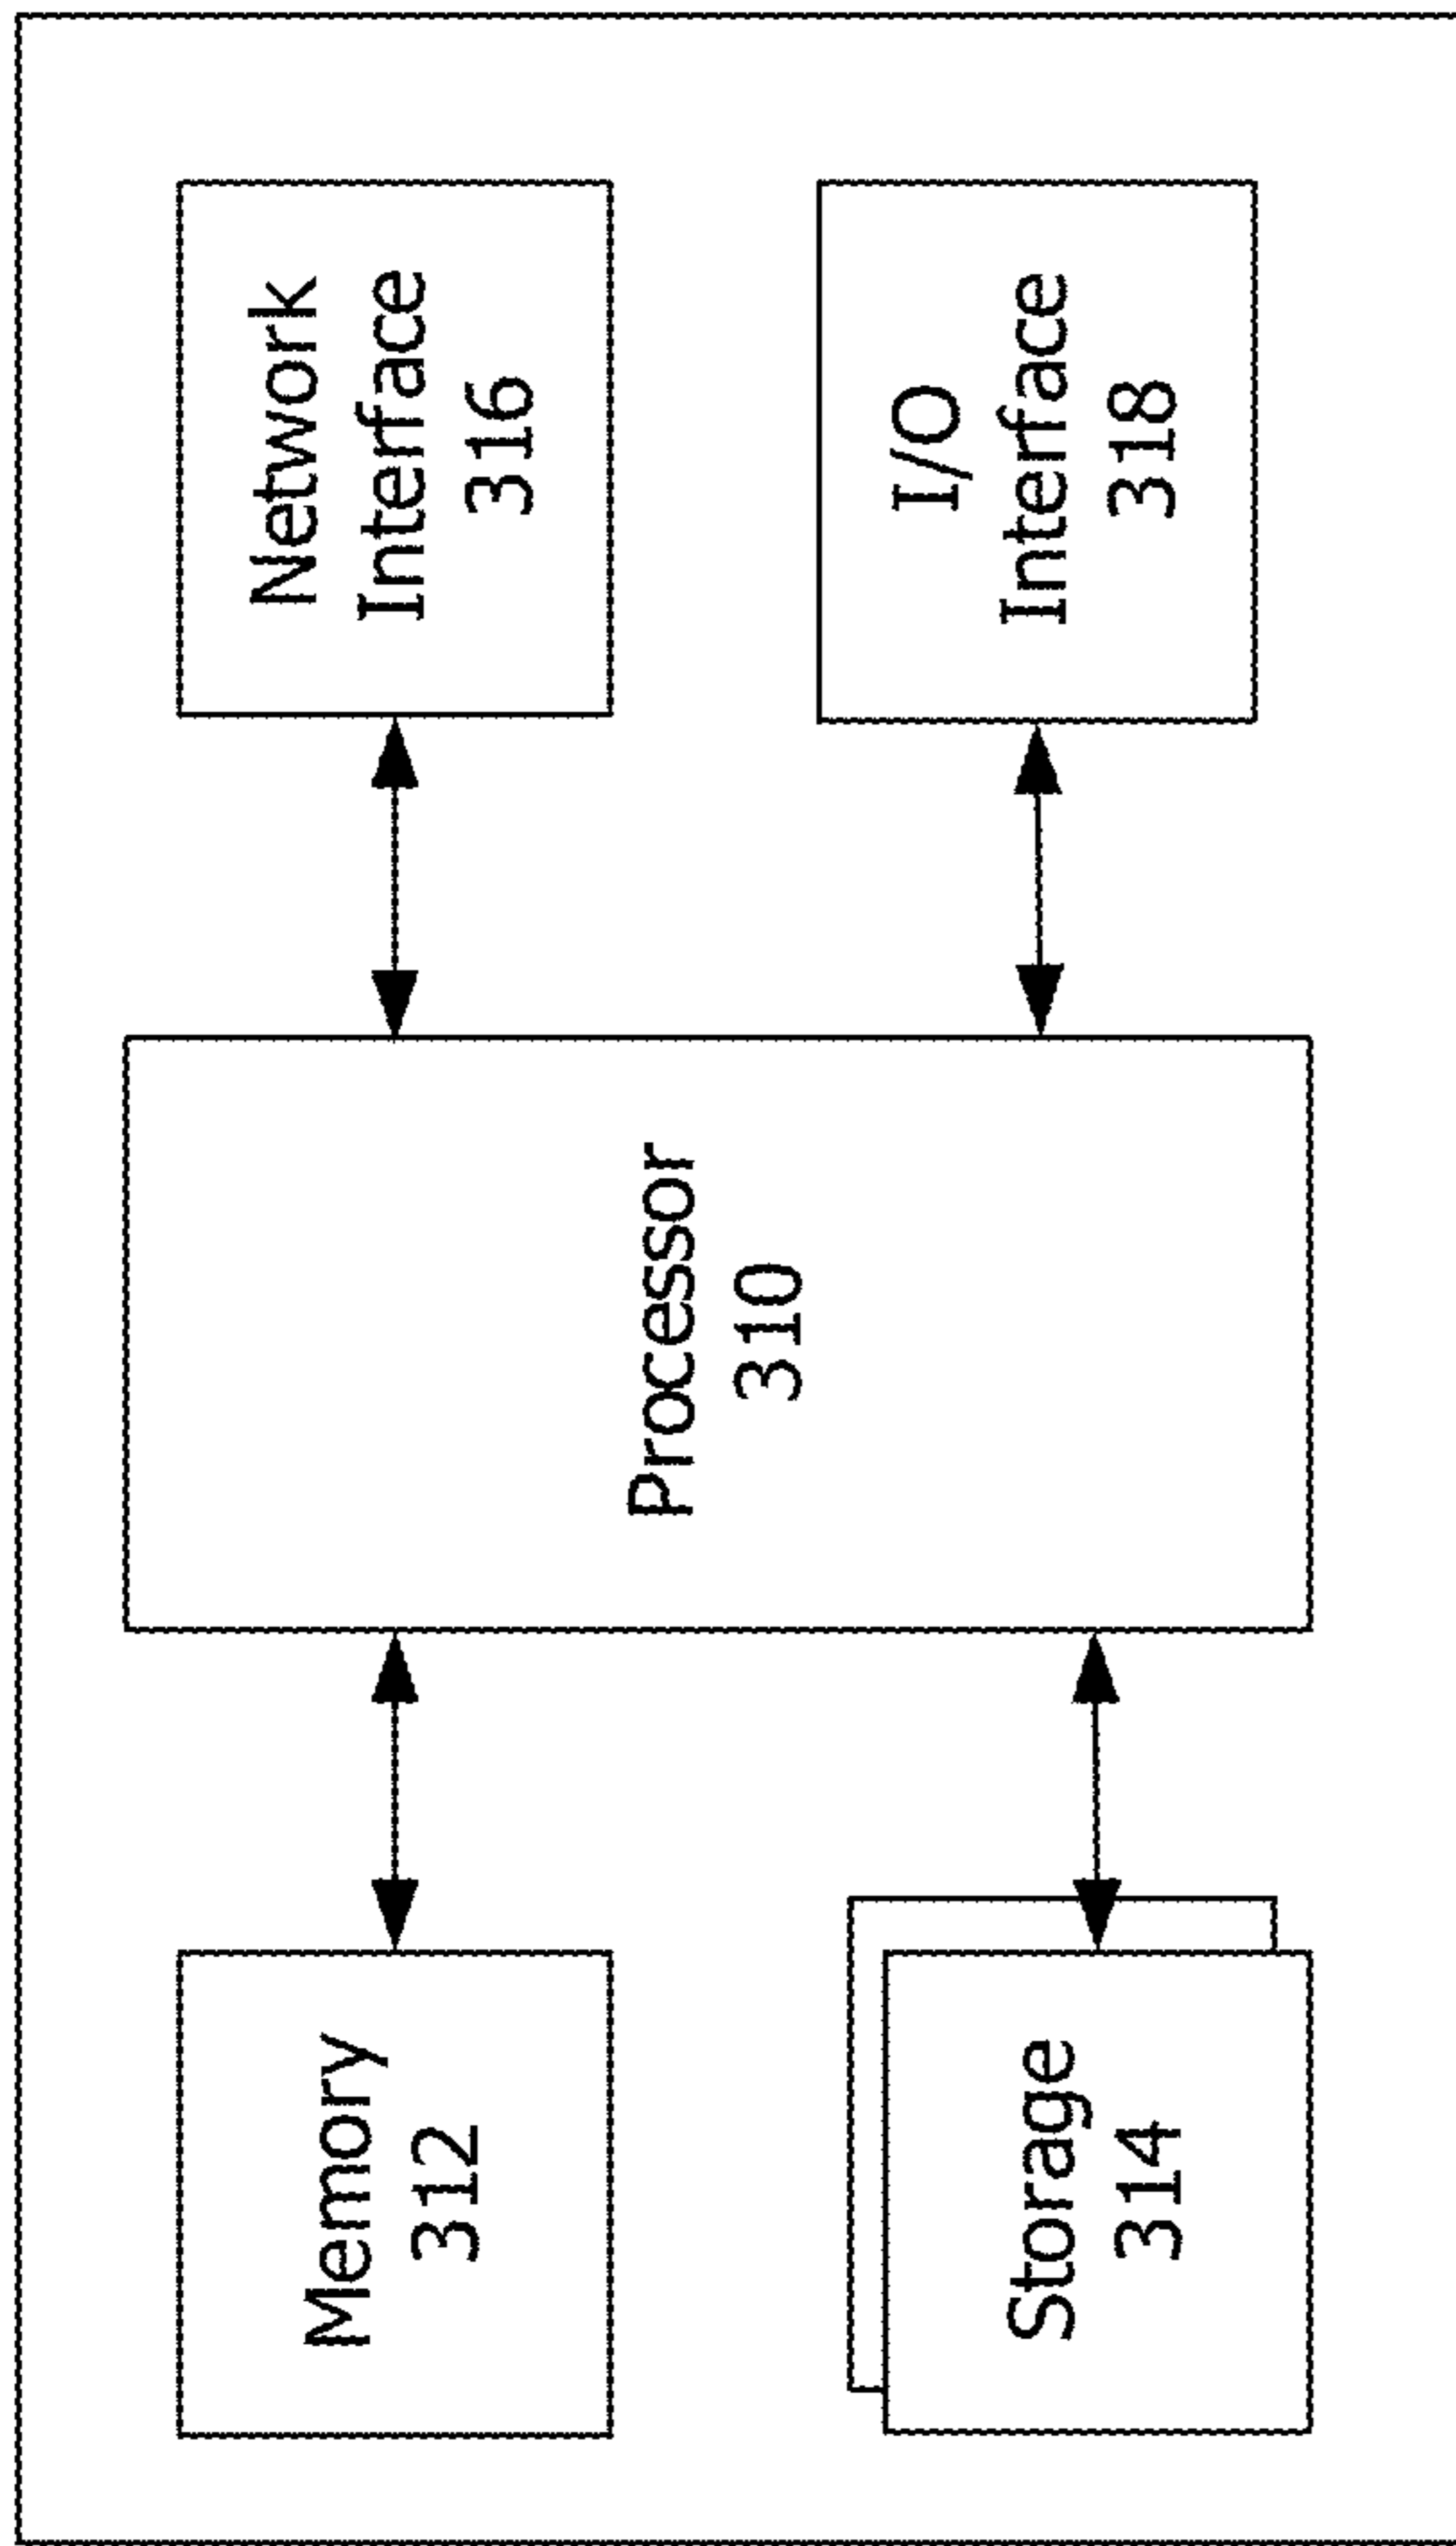 Memory
312
Storage
314
Processor
310
Network
Interface
316
I/O
Interface
318